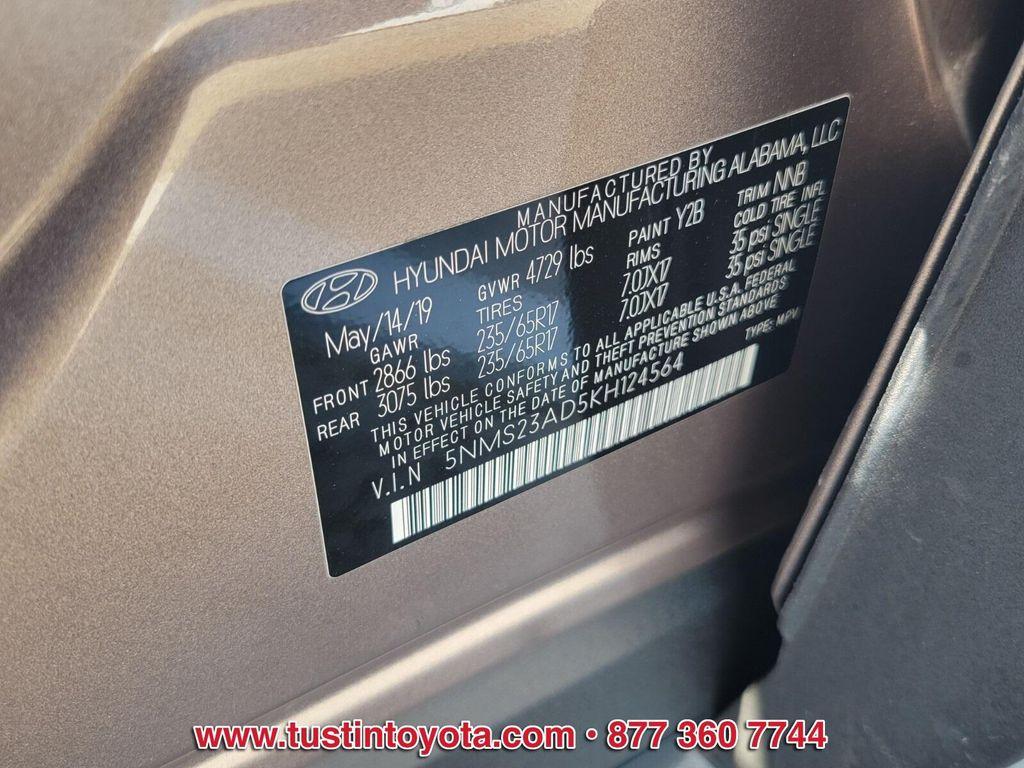 MANUFACTURED BY
HYUNDAI MOTOR MANUFACTURING ALABAMA, LLC
May/14/19 GVWR 4729 lbs PAINT Y2B TRIM NNB
GAWR TIRES RIMS COLD TIRE INFL
FRONT 2866 lbs 235/65R17 7.0JX17 35 psi SINGLE
REAR 3075 lbs 235/65R17 7.0JX17 35 psi SINGLE
THIS VEHICLE CONFORMS TO ALL APPLICABLE U.S.A. FEDERAL
MOTOR VEHICLE SAFETY AND THEFT PREVENTION STANDARDS
IN EFFECT ON THE DATE OF MANUFACTURE SHOWN ABOVE
V.I.N 5NMS23AD5KH124564 TYPE: MPV
www.tustintoyota.com • 877 360 7744